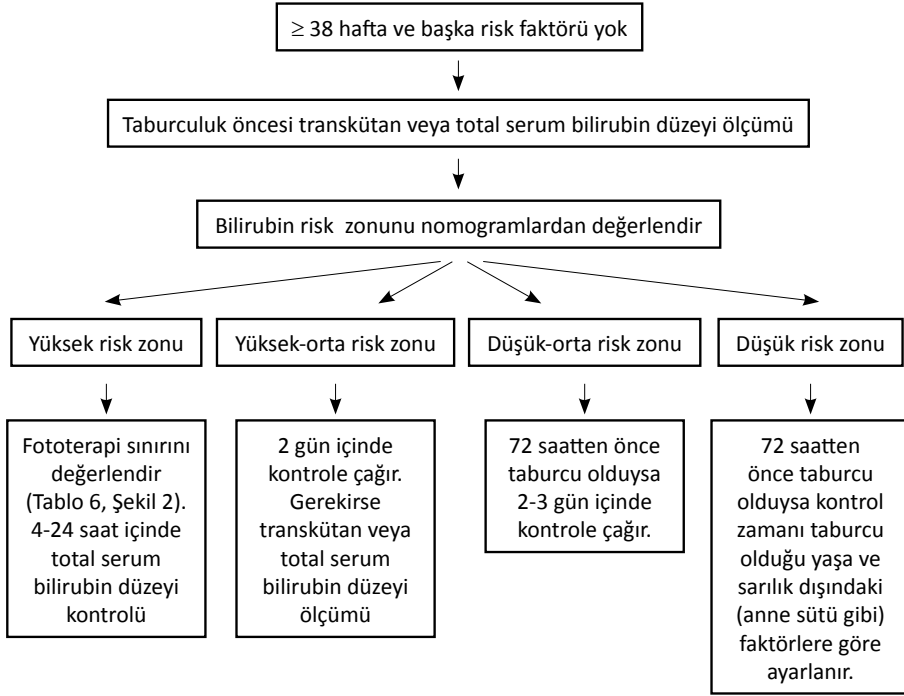 ≥ 38 hafta ve başka risk faktörü yok
Taburculuk öncesi transkütan veya total serum bilirubin düzeyi ölçümü
Bilirubin risk zonunu nomogramlardan değerlendir
Yüksek risk zonu
Yüksek-orta risk zonu
Düşük-orta risk zonu
Düşük risk zonu
Fototerapi sınırını
değerlendir
(Tablo 6, Şekil 2).
4-24 saat içinde
total serum
bilirubin düzeyi
kontrolü
2 gün içinde
kontrole çağır.
Gerekirse
transkütan veya
total serum
bilirubin düzeyi
ölçümü
72 saatten önce
taburcu olduysa
2-3 gün içinde
kontrole çağır.
72 saatten
önce taburcu
olduysa kontrol
zamanı taburcu
olduğu yaşa ve
sarılık dışındaki
(anne sütü gibi)
faktörlere göre
ayarlanır.